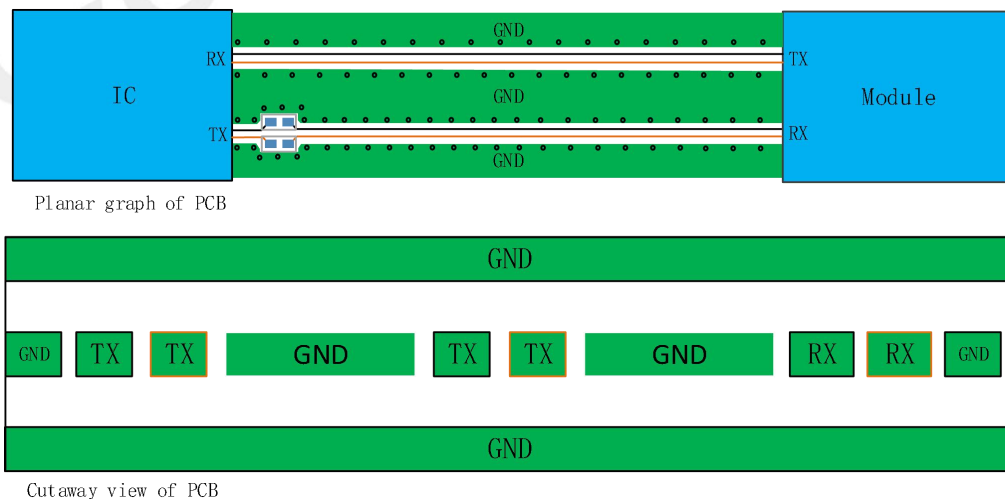 GND
RX TX
IC GND Module
TX RX
GND
Planar graph of PCB
GND
GND TX TX GND TX TX GND RX RX GND
GND
Cutaway view of PCB